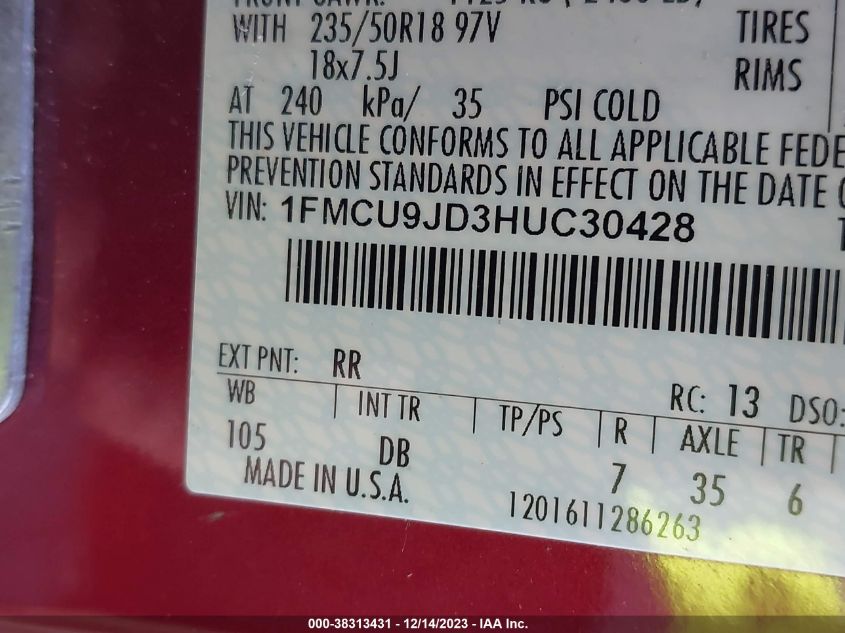 WITH 235/50R18 97V TIRES
18x7.5J RIMS
AT 240 kPa/ 35 PSI COLD
THIS VEHICLE CONFORMS TO ALL APPLICABLE FEDE
PREVENTION STANDARDS IN EFFECT ON THE DATE
VIN: 1FMCU9JD3HUC30428
EXT PNT: RR RC: 13 DSO:
WB INT TR TP/PS R AXLE TR
105 DB 7 35 6
MADE IN U.S.A. 1201611286263
000-38313431 - 12/14/2023 - IAA Inc.